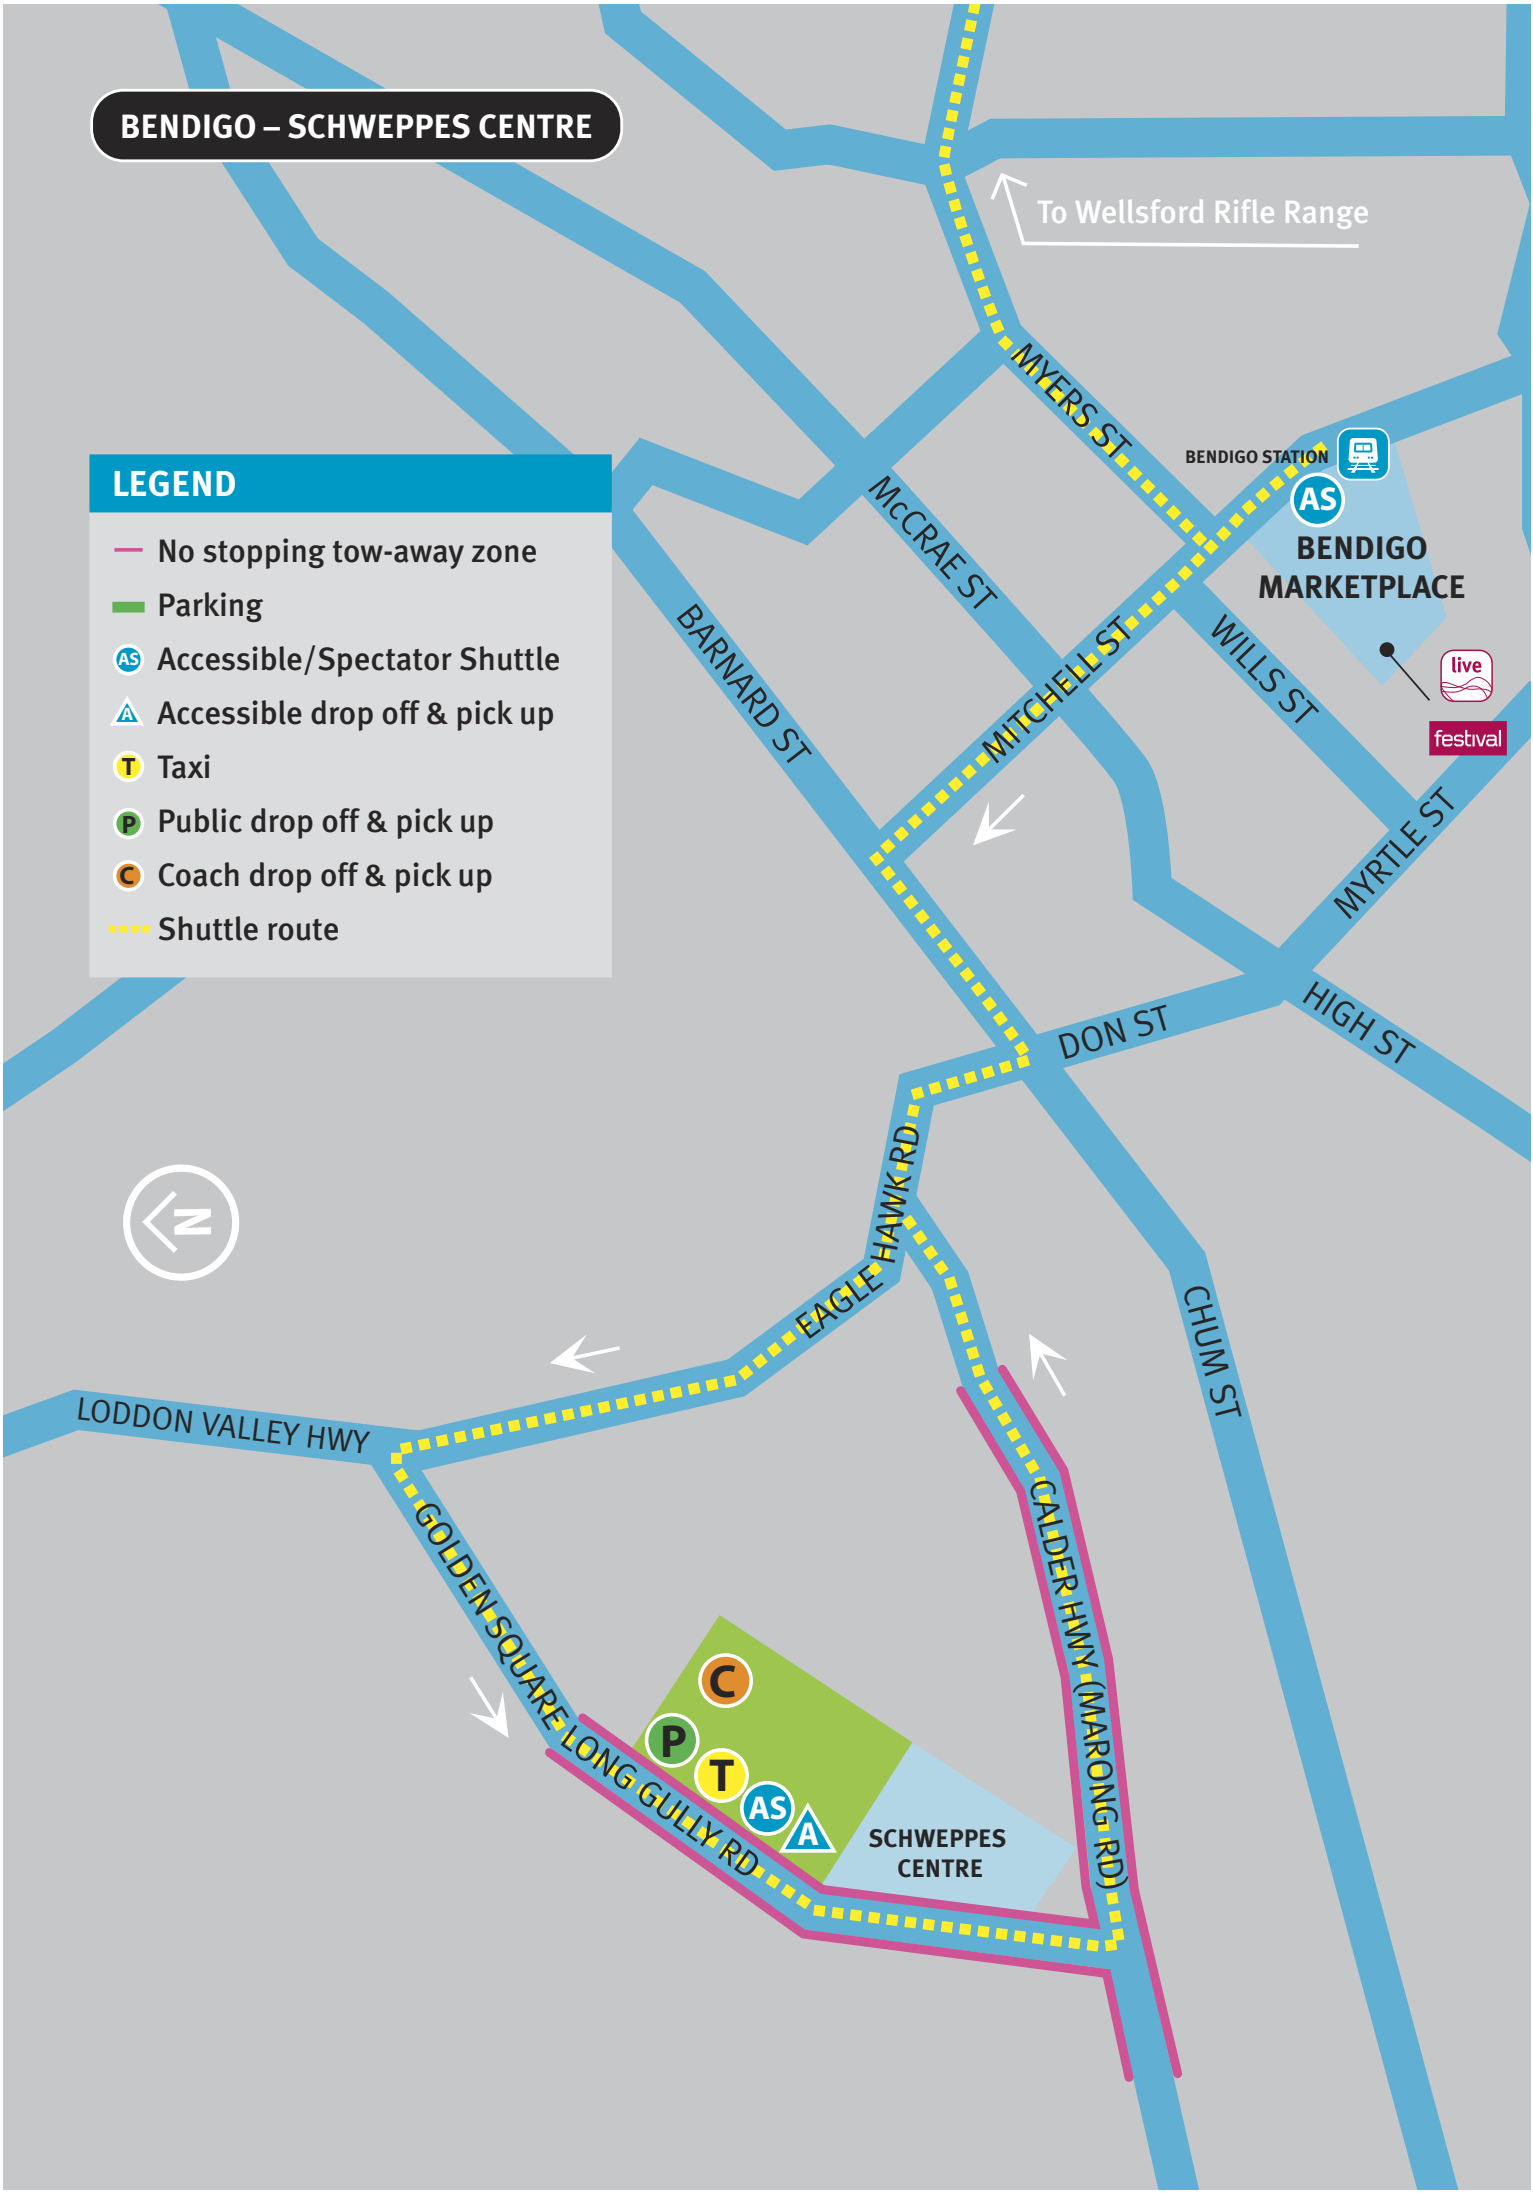 BENDIGO – SCHWEPPES CENTRE
To Wellsford Rifle Range
MYERS ST
BENDIGO STATION
AS
BENDIGO
MARKETPLACE
LEGEND
No stopping tow-away zone
Parking
AS Accessible/Spectator Shuttle
A Accessible drop off & pick up
T Taxi
P Public drop off & pick up
C Coach drop off & pick up
Shuttle route
McCRAE ST
BARNARD ST
MITCHELL ST
WILLS ST
live
festival
MYRTLE ST
HIGH ST
DON ST
N
EAGLE HAWK RD
CHUM ST
LODDON VALLEY HWY
GOLDEN SQUARE LONG GULLY RD
CALDER HWY (MARONG RD)
C
P
T
AS
A
SCHWEPPES
CENTRE